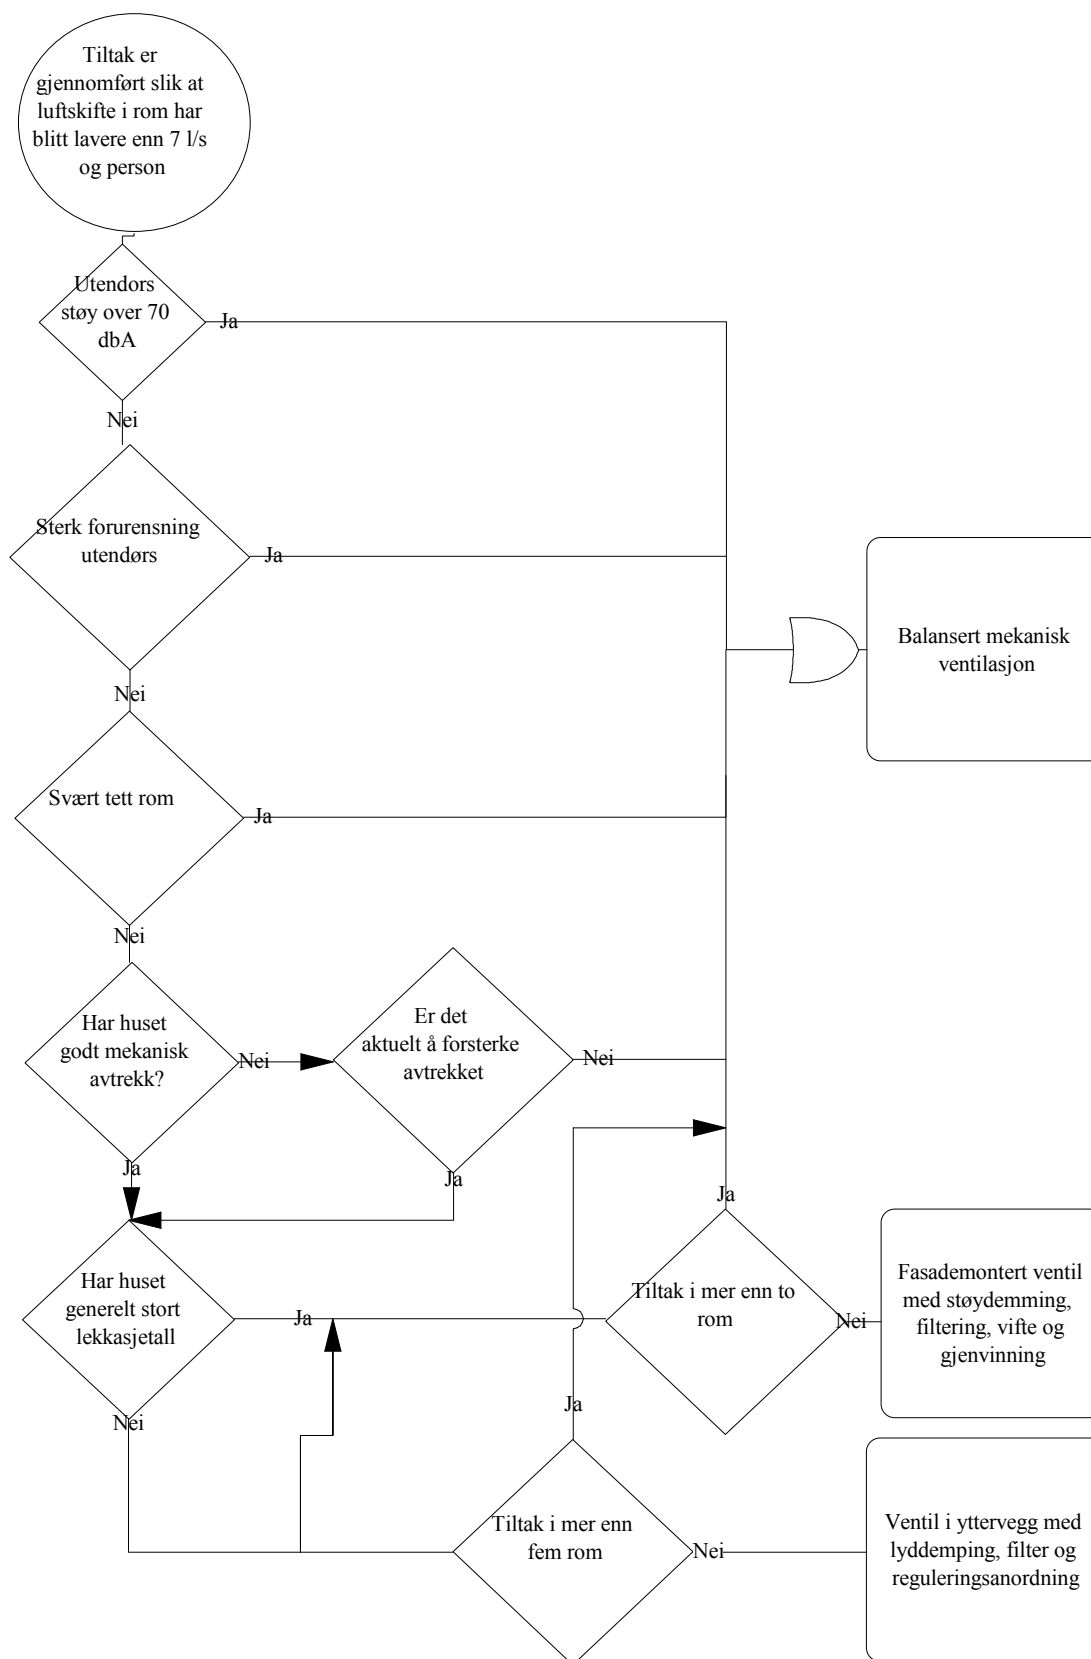 Tiltak er
gjennomført slik at
luftskifte i rom har
blitt lavere enn 7 l/s
og person
Utendors
støy over 70
dbA
Ja
Nei
Sterk forurensning
utendørs
Ja
Balansert mekanisk
ventilasjon
Nei
Svært tett rom
Ja
Nei
Har huset
godt mekanisk
avtrekk?
Nei
Er det
aktuelt å forsterke
avtrekket
Nei
Ja
Ja
Ja
Har huset
generelt stort
lekkasjetall
Ja
Tiltak i mer enn to
rom
Nei
Fasademontert ventil
med støydemming,
filtering, vifte og
gjenvinning
Nei
Ja
Tiltak i mer enn
fem rom
Nei
Ventil i yttervegg med
lyddemping, filter og
reguleringsanordning